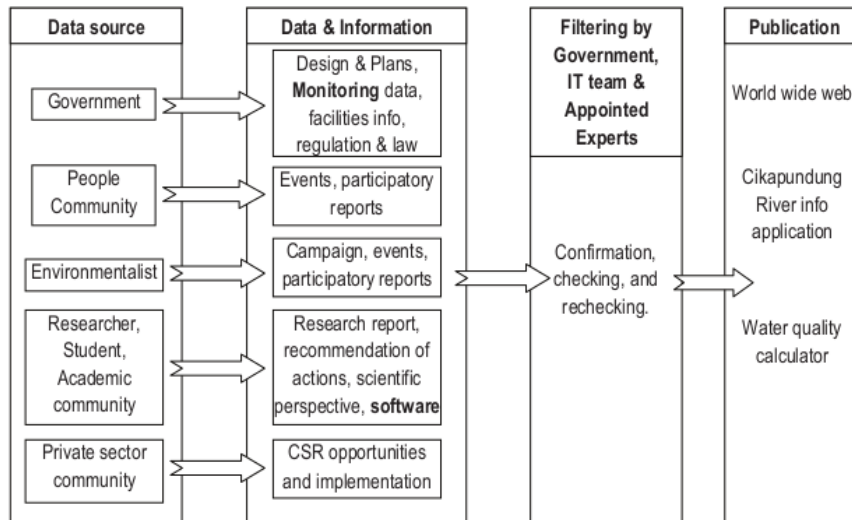 Data source
Government
People
Community
Environmentalist
Researcher,
Student,
Academic
community
Private sector
community
Data & Information
Design & Plans,
Monitoring data,
facilities info,
regulation & law
Events, participatory
reports
Campaign, events,
participatory reports
Research report,
recommendation of
actions, scientific
perspective, software
CSR opportunities
and implementation
Filtering by
Government,
IT team &
Appointed
Experts
Confirmation,
checking, and
rechecking.
Publication
World wide web
Cikapundung
River info
application
Water quality
calculator